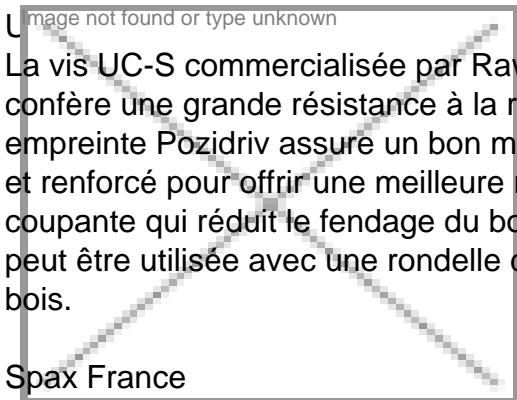 U
Image not found or type unknown
La vis UC-S commercialisée par Ra
confère une grande résistance à la r
empreinte Pozidriv assure un bon m
et renforcé pour offrir une meilleure
coupante qui réduit le fendage du bo
peut être utilisée avec une rondelle
bois.
Spax France